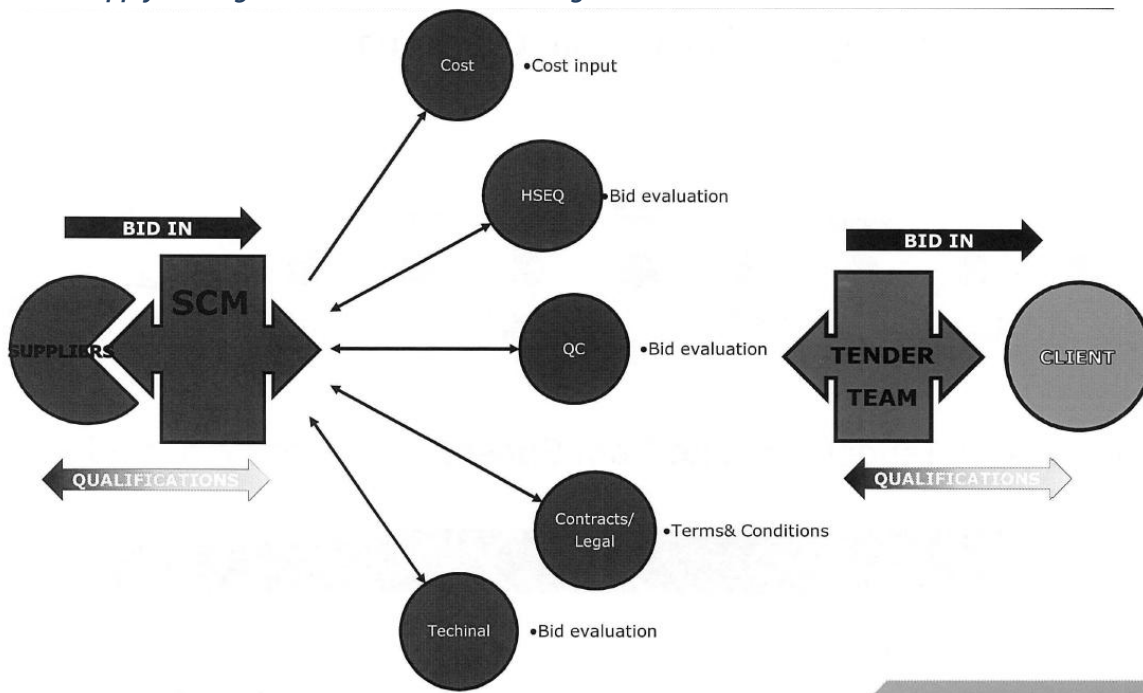 Cost
•Cost input
HSEQ
•Bid evaluation
BID IN
BID IN
SCM
SUPPLIERS
QC
•Bid evaluation
TENDER
TEAM
CLIENT
QUALIFICATIONS
QUALIFICATIONS
Contracts/
Legal
•Terms& Conditions
Techinal
•Bid evaluation